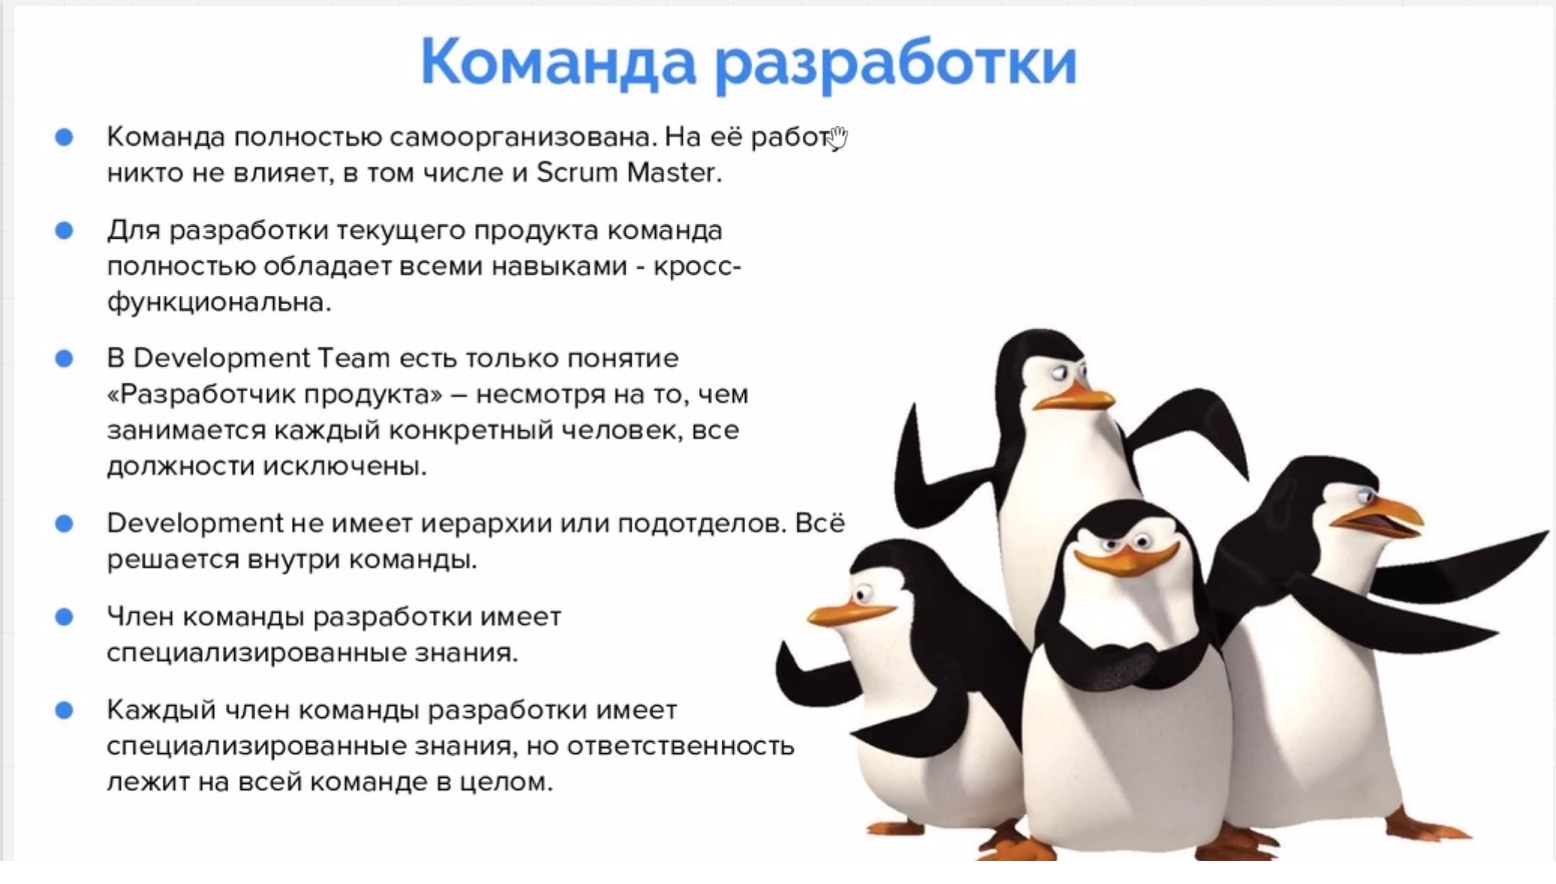 Команда разработки
Команда полностью самоорганизована. На её работу
никто не влияет, в том числе и Scrum Master.
Для разработки текущего продукта команда
полностью обладает всеми навыками - кросс-
функциональна.
В Development Team есть только понятие
«Разработчик продукта» – несмотря на то, чем
занимается каждый конкретный человек, все
должности исключены.
Development не имеет иерархии или подотделов. Всё
решается внутри команды.
Член команды разработки имеет
специализированные знания.
Каждый член команды разработки имеет
специализированные знания, но ответственность
лежит на всей команде в целом.